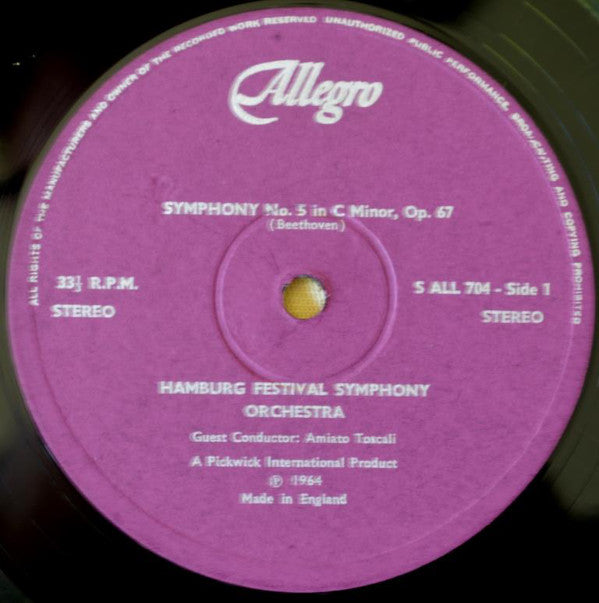 ALL RIGHTS OF THE MANUFACTURERS AND OWNER OF THE RECORDED WORK RESERVED UNAUTHORIZED PUBLIC PERFORMANCE, BROADCASTING AND COPYING PROHIBITED
Allegro
SYMPHONY No. 5 in C Minor, Op. 67
(Beethoven)
33⅓ R.P.M.
STEREO
S ALL 704 - Side 1
STEREO
HAMBURG FESTIVAL SYMPHONY
ORCHESTRA
Guest Conductor: Amiato Toscali
A Pickwick International Product
℗ 1964
Made in England